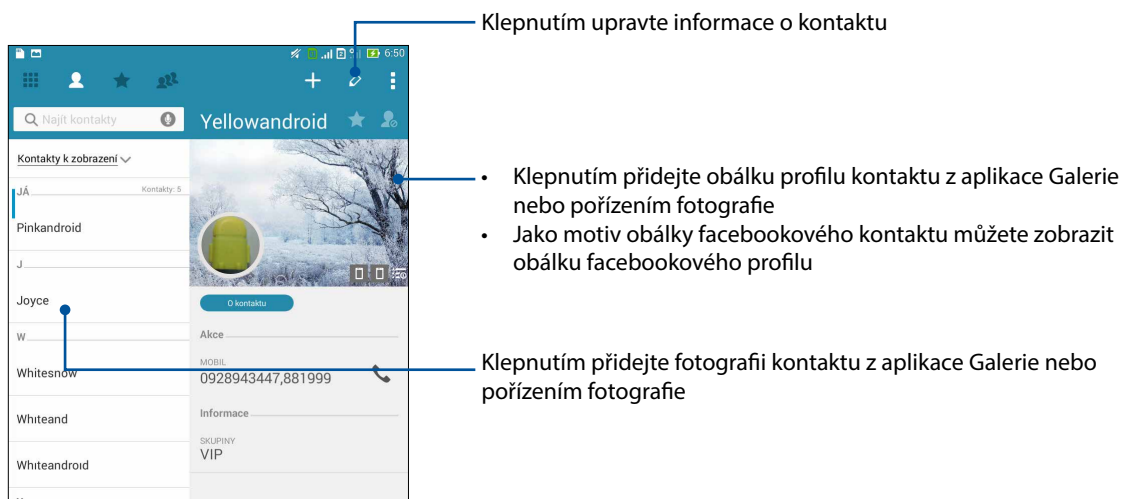 Klepnutím upravte informace o kontaktu
6:50
Najít kontakty
Yellowandroid
Kontakty k zobrazení
JÁ
Kontakty: 5
Pinkandroid
J
Joyce
W
Whitesnow
Whiteand
Whiteandroid
O kontaktu
Akce
MOBIL
0928943447,881999
Informace
SKUPINY
VIP
• Klepnutím přidejte obálku profilu kontaktu z aplikace Galerie
nebo pořízením fotografie
• Jako motiv obálky facebookového kontaktu můžete zobrazit
obálku facebookového profilu
Klepnutím přidejte fotografii kontaktu z aplikace Galerie nebo
pořízením fotografie